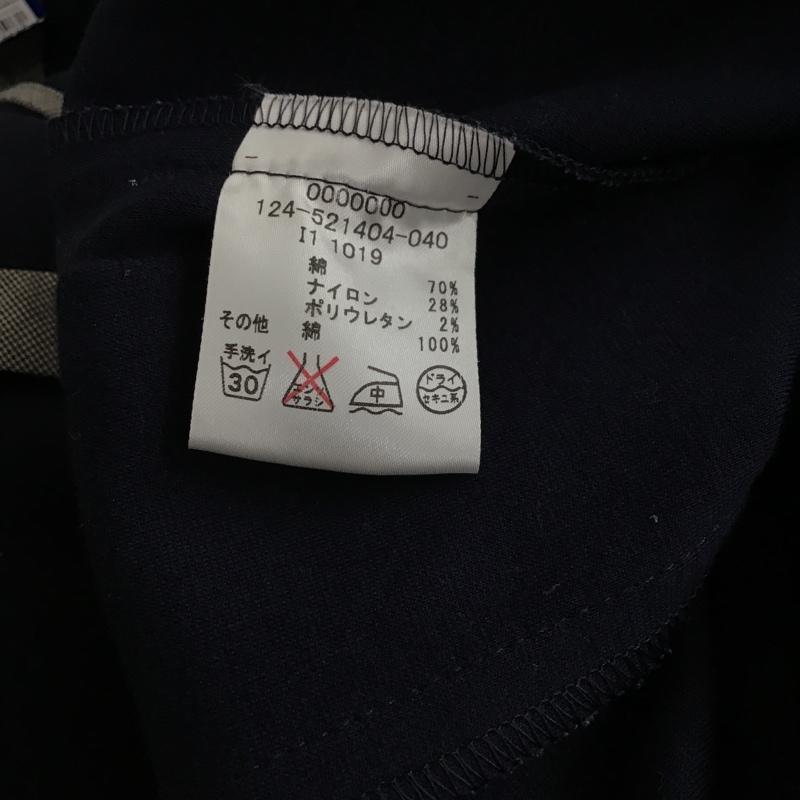 0000000
124-521404-040
I1 1019
綿 70%
ナイロン 28%
ポリウレタン 2%
その他 綿 100%
手洗イ
30
エンソ
サラシ
中
ドライ
セキユ系